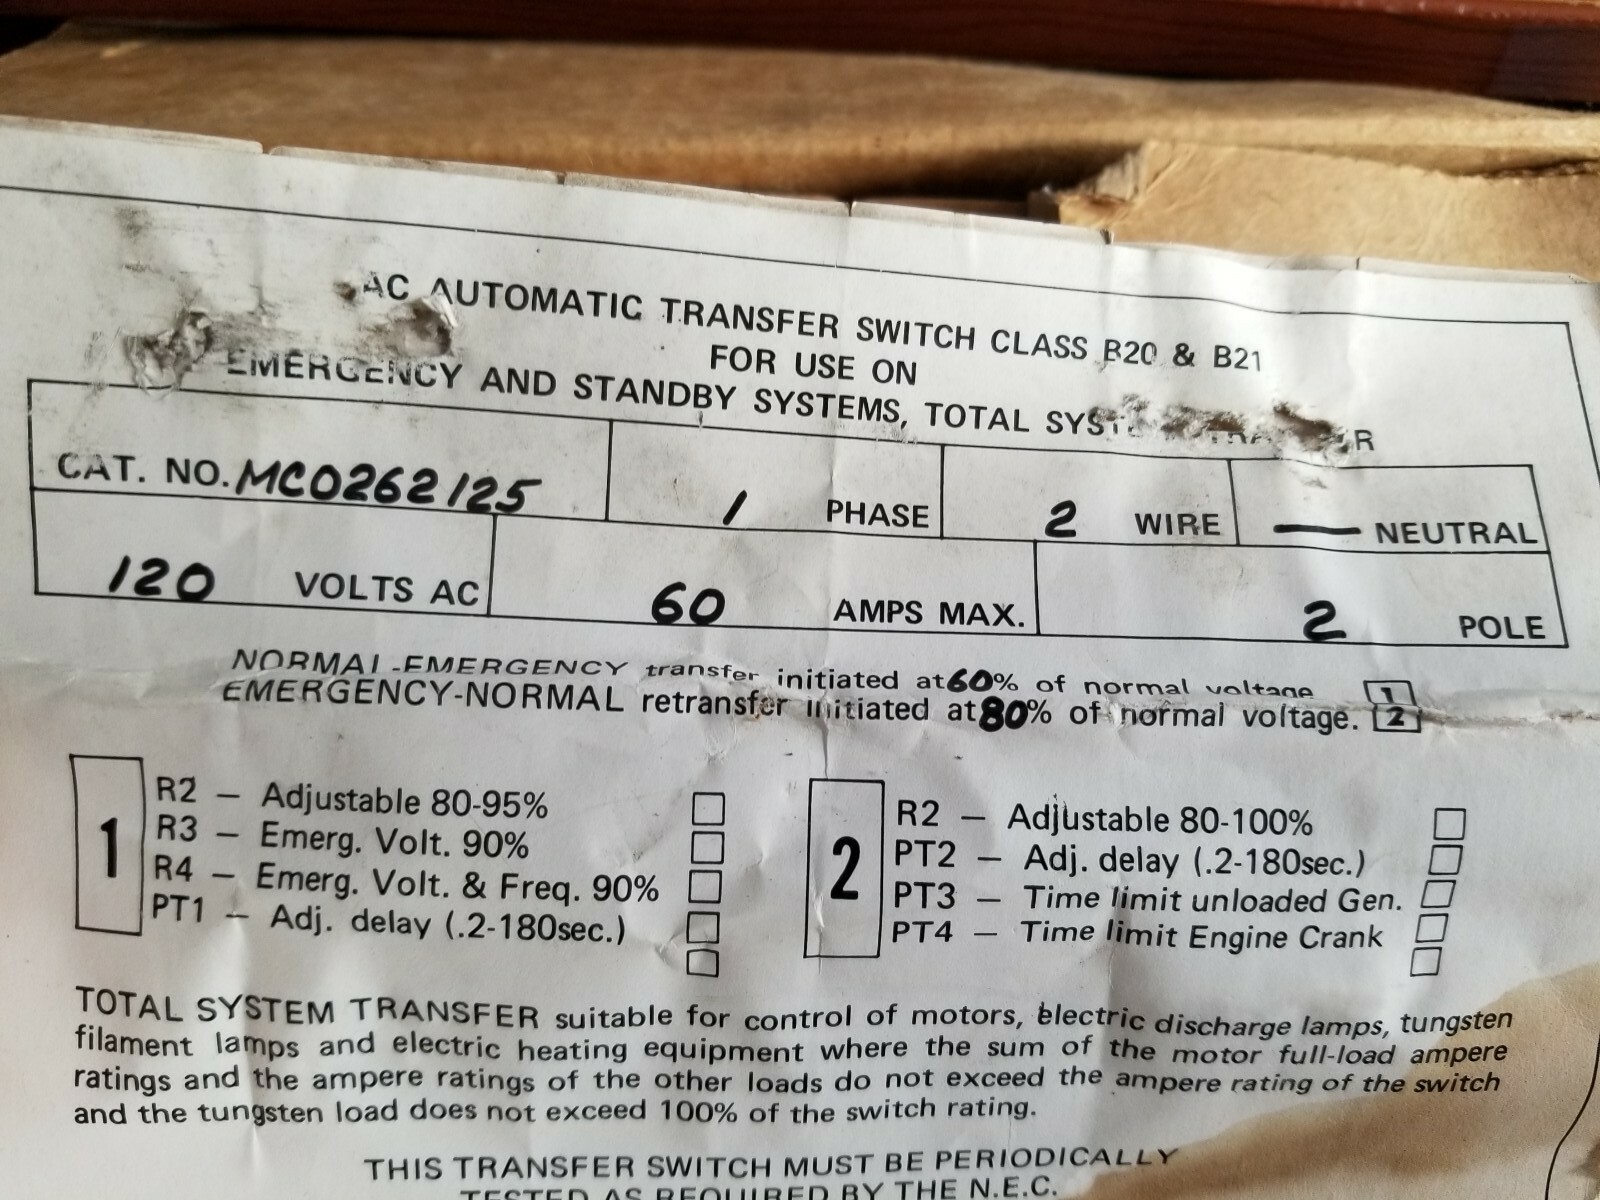 AC AUTOMATIC TRANSFER SWITCH CLASS B20 & B21
FOR USE ON
EMERGENCY AND STANDBY SYSTEMS, TOTAL
CAT. NO. MC0262125
1 PHASE
2 WIRE
— NEUTRAL
120 VOLTS AC
60 AMPS MAX.
2 POLE
NORMAL-EMERGENCY transfer initiated at 60% of normal voltage 1
EMERGENCY-NORMAL retransfer initiated at 80% of normal voltage. 2
1
R2 — Adjustable 80-95%
R3 — Emerg. Volt. 90%
R4 — Emerg. Volt. & Freq. 90%
PT1 — Adj. delay (.2-180sec.)
2
R2 — Adjustable 80-100%
PT2 — Adj. delay (.2-180sec.)
PT3 — Time limit unloaded Gen.
PT4 — Time limit Engine Crank
TOTAL SYSTEM TRANSFER suitable for control of motors, electric discharge lamps, tungsten
filament lamps and electric heating equipment where the sum of the motor full-load ampere
ratings and the ampere ratings of the other loads do not exceed the ampere rating of the switch
and the tungsten load does not exceed 100% of the switch rating.
THIS TRANSFER SWITCH MUST BE PERIODICALLY
TESTED AS REQUIRED BY THE N.E.C.